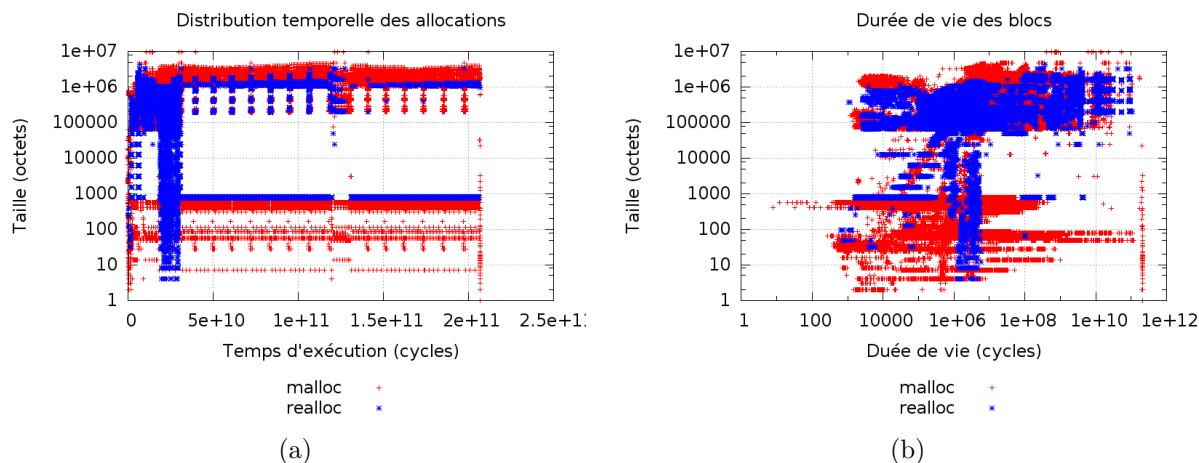 Distribution temporelle des allocations
Taille (octets)
1e+07
1e+06
100000
10000
1000
100
10
1
0 5e+10 1e+11 1.5e+11 2e+11 2.5e+11
Temps d'exécution (cycles)
malloc
realloc
(a)
Durée de vie des blocs
Taille (octets)
1e+07
1e+06
100000
10000
1000
100
10
1
1 100 10000 1e+06 1e+08 1e+10 1e+12
Duée de vie (cycles)
malloc
realloc
(b)